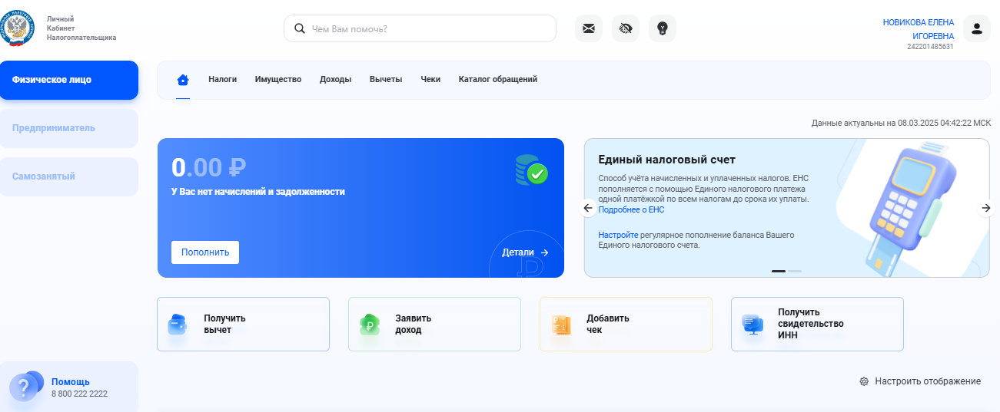 Личный
Кабинет
Налогоплательщика
Чем Вам помочь?
НОВИКОВА ЕЛЕНА
ИГОРЕВНА
242201485631
Физическое лицо
Предприниматель
Самозанятый
Налоги Имущество Доходы Вычеты Чеки Каталог обращений
Данные актуальны на 08.03.2025 04:42:22 МСК
0.00 ₽
У Вас нет начислений и задолженности
Пополнить
Детали →
Единый налоговый счет
Способ учёта начисленных и уплаченных налогов. ЕНС
пополняется с помощью Единого налогового платежа
одной платёжкой по всем налогам до срока их уплаты.
Подробнее о ЕНС
Настройте регулярное пополнение баланса Вашего
Единого налогового счета.
Получить
вычет
Заявить
доход
Добавить
чек
Получить
свидетельство
ИНН
Помощь
8 800 222 2222
Настроить отображение